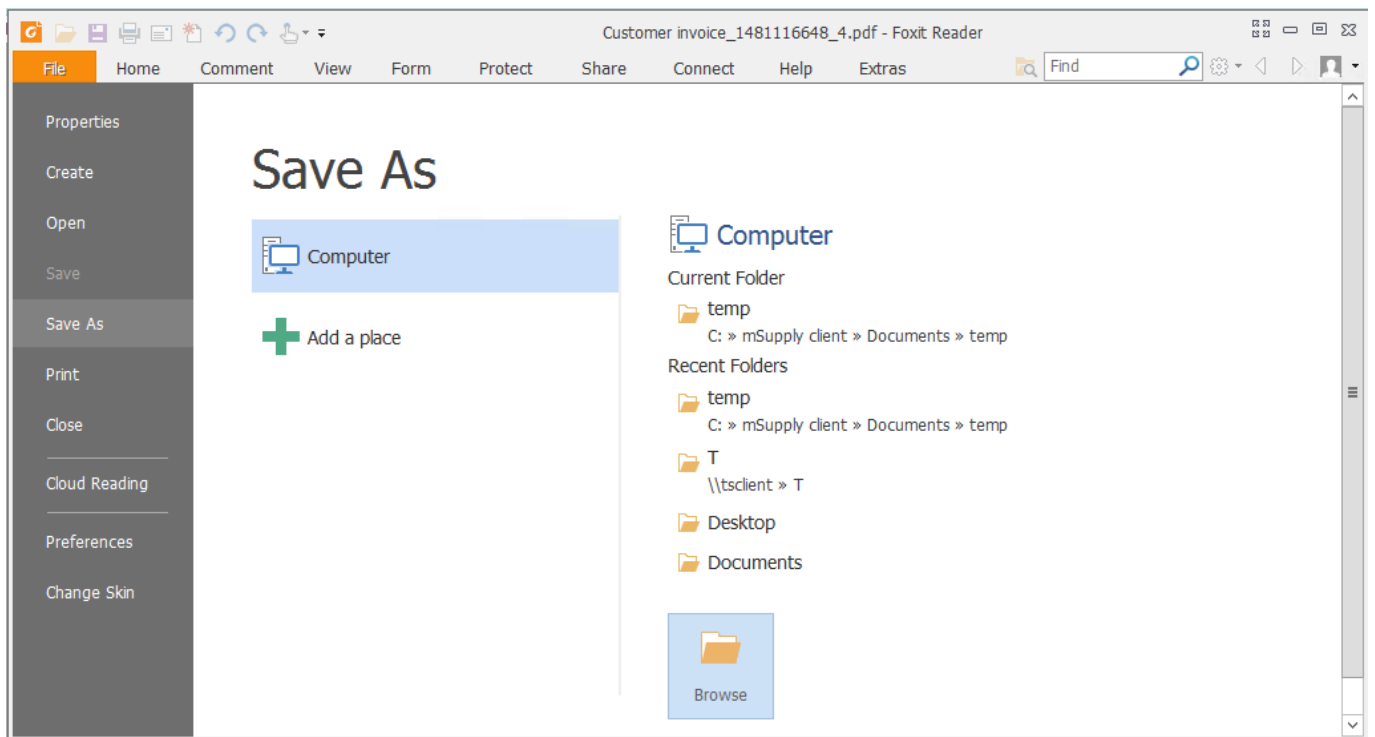 Customer invoice_1481116648_4.pdf - Foxit Reader
File Home Comment View Form Protect Share Connect Help Extras Find
Properties
Create
Open
Save
Save As
Print
Close
Cloud Reading
Preferences
Change Skin
Save As
Computer
Add a place
Computer
Current Folder
temp
C: » mSupply client » Documents » temp
Recent Folders
temp
C: » mSupply client » Documents » temp
T
\\tsclient » T
Desktop
Documents
Browse